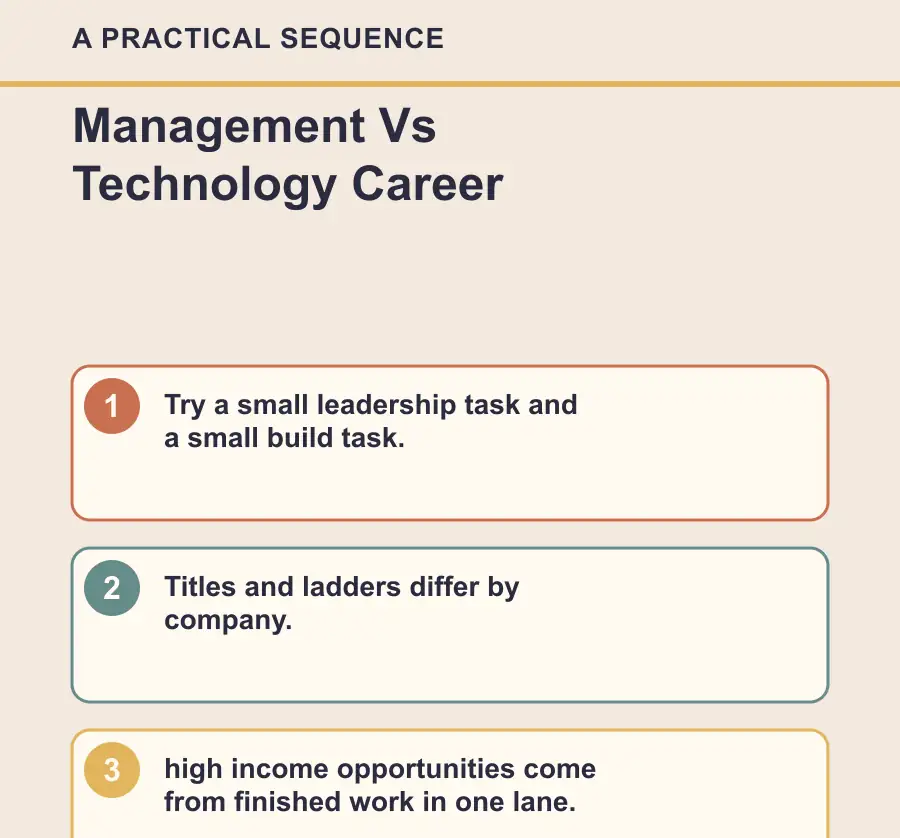 A PRACTICAL SEQUENCE
Management Vs
Technology Career
1
Try a small leadership task and
a small build task.
2
Titles and ladders differ by
company.
3
high income opportunities come
from finished work in one lane.